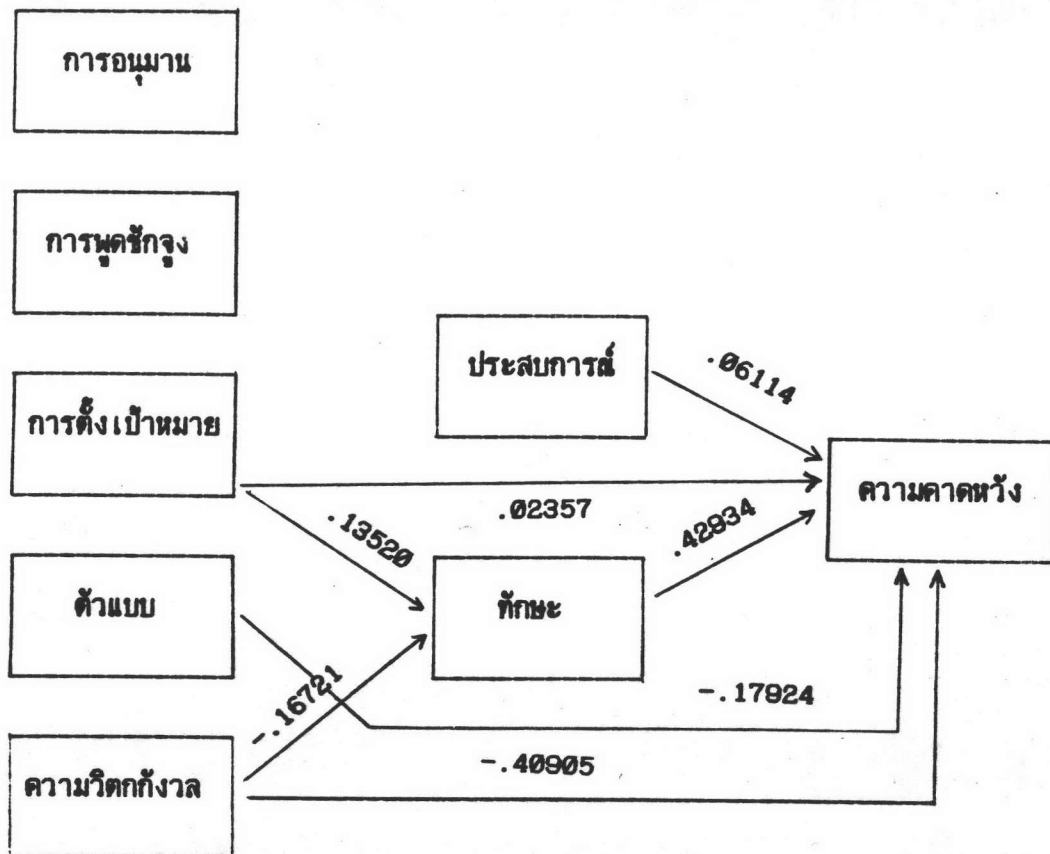 การอนุมาน
การพูดชักจูง
ประสบการณ์
.06114
การตั้งเป้าหมาย
ความคาดหวัง
.02357
.13520
.42934
ตัวแบบ
ทักษะ
-.16721
-.17924
-.40905
ความวิตกกังวล